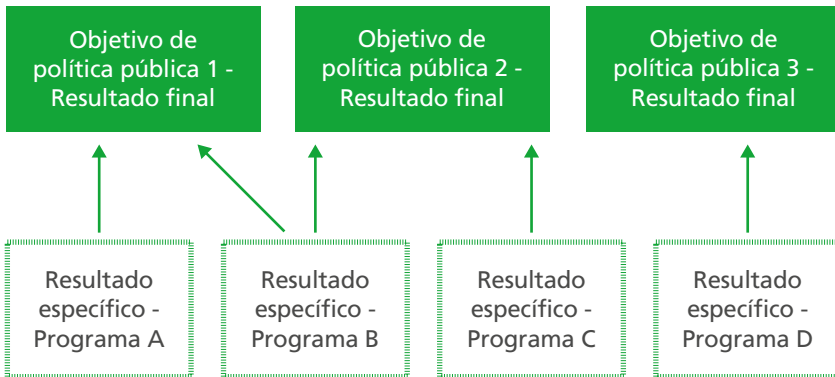 Objetivo de
política pública 1 -
Resultado final
Objetivo de
política pública 2 -
Resultado final
Objetivo de
política pública 3 -
Resultado final
Resultado
específico -
Programa A
Resultado
específico -
Programa B
Resultado
específico -
Programa C
Resultado
específico -
Programa D